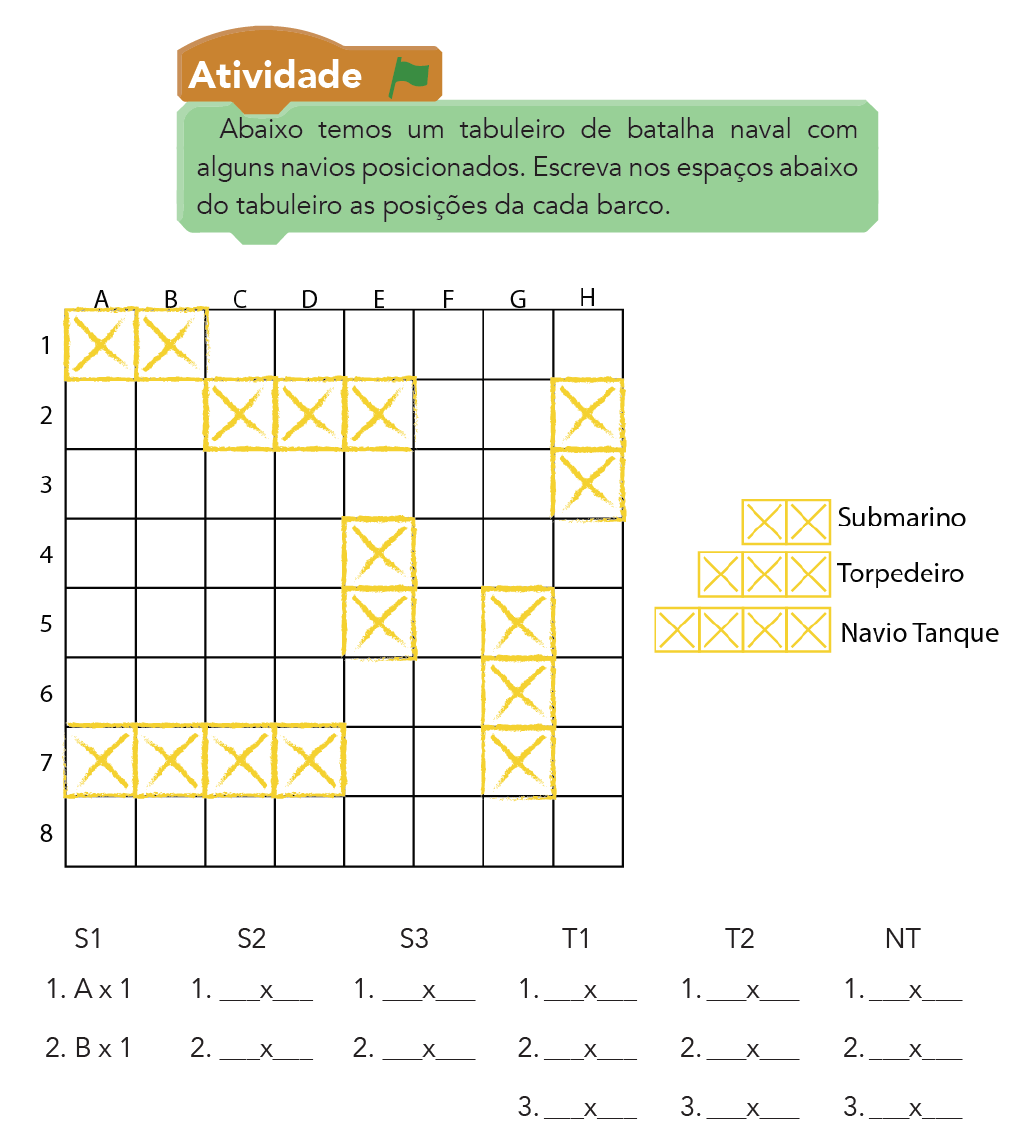 Atividade
Abaixo temos um tabuleiro de batalha naval com
alguns navios posicionados. Escreva nos espaços abaixo
do tabuleiro as posições da cada barco.
A B C D E F G H
1
2
3
4
5
6
7
8
Submarino
Torpedeiro
Navio Tanque
S1 S2 S3 T1 T2 NT
1. A x 1 1. ___x___ 1. ___x___ 1. ___x___ 1. ___x___ 1. ___x___
2. B x 1 2. ___x___ 2. ___x___ 2. ___x___ 2. ___x___ 2. ___x___
3. ___x___ 3. ___x___ 3. ___x___